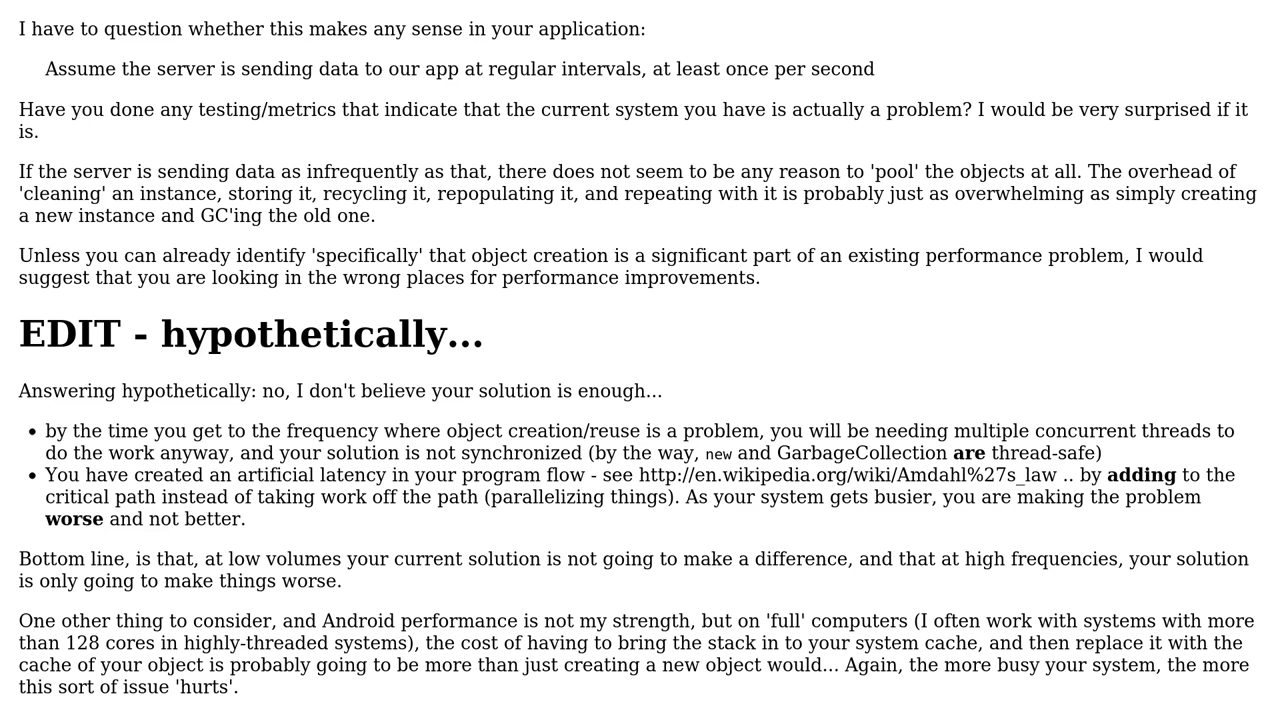 I have to question whether this makes any sense in your application:
Assume the server is sending data to our app at regular intervals, at least once per second
Have you done any testing/metrics that indicate that the current system you have is actually a problem? I would be very surprised if it
is.
If the server is sending data as infrequently as that, there does not seem to be any reason to 'pool' the objects at all. The overhead of
'cleaning' an instance, storing it, recycling it, repopulating it, and repeating with it is probably just as overwhelming as simply creating
a new instance and GC'ing the old one.
Unless you can already identify 'specifically' that object creation is a significant part of an existing performance problem, I would
suggest that you are looking in the wrong places for performance improvements.
EDIT - hypothetically...
Answering hypothetically: no, I don't believe your solution is enough...
• by the time you get to the frequency where object creation/reuse is a problem, you will be needing multiple concurrent threads to
do the work anyway, and your solution is not synchronized (by the way, new and GarbageCollection are thread-safe)
• You have created an artificial latency in your program flow - see http://en.wikipedia.org/wiki/Amdahl%27s_law .. by adding to the
critical path instead of taking work off the path (parallelizing things). As your system gets busier, you are making the problem
worse and not better.
Bottom line, is that, at low volumes your current solution is not going to make a difference, and that at high frequencies, your solution
is only going to make things worse.
One other thing to consider, and Android performance is not my strength, but on 'full' computers (I often work with systems with more
than 128 cores in highly-threaded systems), the cost of having to bring the stack in to your system cache, and then replace it with the
cache of your object is probably going to be more than just creating a new object would... Again, the more busy your system, the more
this sort of issue 'hurts'.